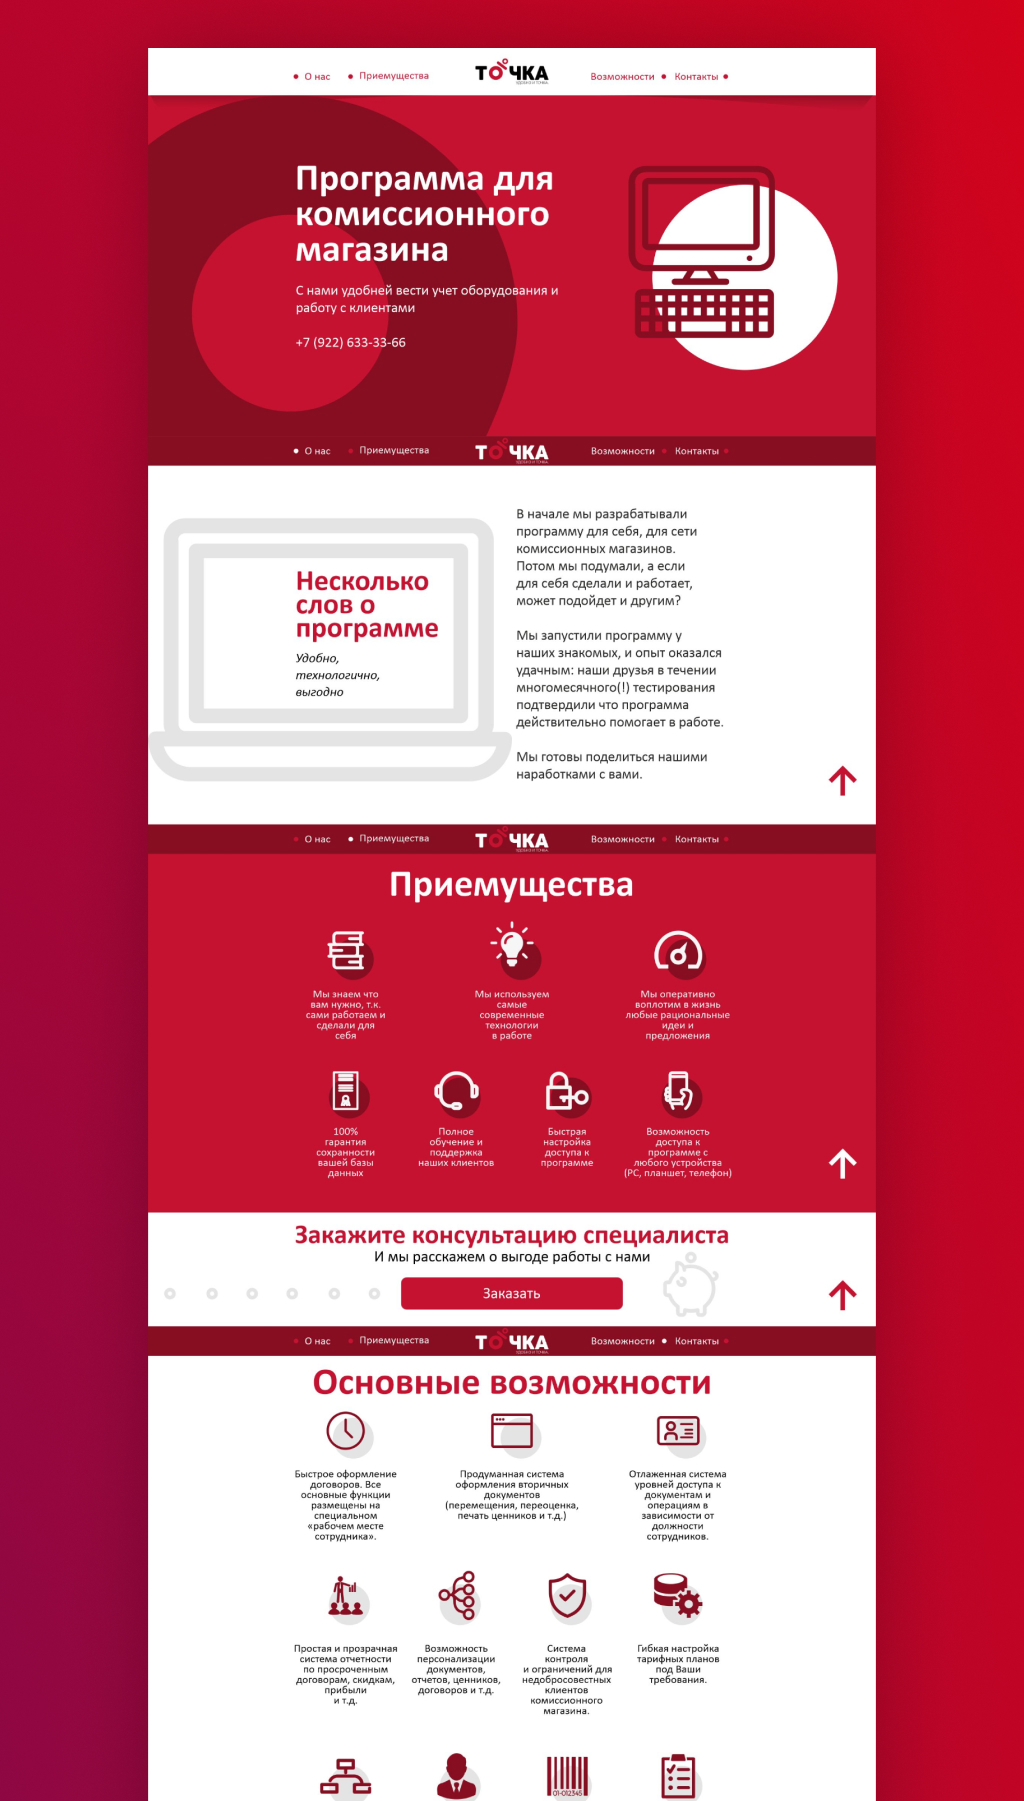 О нас
Приемущества
ТО%ЧКА
Возможности
Контакты
Программа для
комиссионного
магазина
С нами удобней вести учет оборудования и
работу с клиентами
+7 (922) 633-33-66
О нас
Приемущества
ТО%ЧКА
Возможности
Контакты
Несколько
слов о
программе
Удобно,
технологично,
выгодно
В начале мы разрабатывали
программу для себя, для сети
комиссионных магазинов.
Потом мы подумали, а если
для себя сделали и работает,
может подойдет и другим?
Мы запустили программу у
наших знакомых, и опыт оказался
удачным: наши друзья в течении
многомесячного(!) тестирования
подтвердили что программа
действительно помогает в работе.
Мы готовы поделиться нашими
наработками с вами.
О нас
Приемущества
ТО%ЧКА
Возможности
Контакты
Приемущества
Мы знаем что
вам нужно, т.к.
сами работаем и
сделали для
себя
Мы используем
самые
современные
технологии
в работе
Мы оперативно
воплотим в жизнь
любые рациональные
идеи и
предложения
100%
гарантия
сохранности
вашей базы
данных
Полное
обучение и
поддержка
наших клиентов
Быстрая
настройка
доступа к
программе
Возможность
доступа к
программе с
любого устройства
(PC, планшет, телефон)
Закажите консультацию специалиста
И мы расскажем о выгоде работы с нами
Заказать
О нас
Приемущества
ТО%ЧКА
Возможности
Контакты
Основные возможности
Быстрое оформление
договоров. Все
основные функции
размещены на
специальном
«рабочем месте
сотрудника».
Продуманная система
оформления вторичных
документов
(перемещения, переоценка,
печать ценников и т.д.)
Отлаженная система
уровней доступа к
документам и
операциям в
зависимости от
должности
сотрудников.
Простая и прозрачная
система отчетности
по просроченным
договорам, скидкам,
прибыли
и т.д.
Возможность
персонализации
документов,
отчетов, ценников,
договоров и т.д.
Система
контроля
и ограничений для
недобросовестных
клиентов
комиссионного
магазина.
Гибкая настройка
тарифных планов
под Ваши
требования.
01-012345